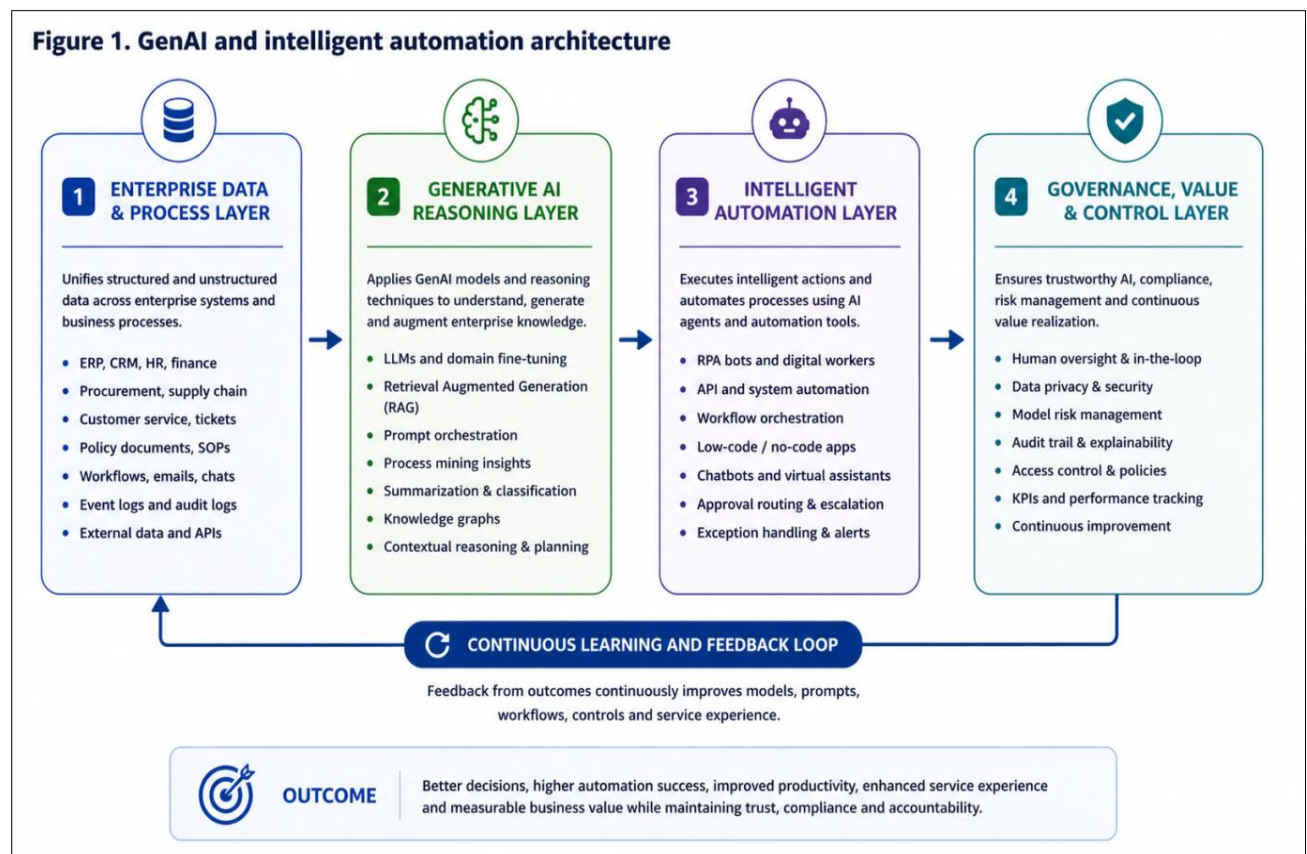 Figure 1. GenAI and intelligent automation architecture
1
ENTERPRISE DATA
& PROCESS LAYER
Unifies structured and unstructured
data across enterprise systems and
business processes.
• ERP, CRM, HR, finance
• Procurement, supply chain
• Customer service, tickets
• Policy documents, SOPs
• Workflows, emails, chats
• Event logs and audit logs
• External data and APIs
2
GENERATIVE AI
REASONING LAYER
Applies GenAI models and reasoning
techniques to understand, generate
and augment enterprise knowledge.
• LLMs and domain fine-tuning
• Retrieval Augmented Generation
(RAG)
• Prompt orchestration
• Process mining insights
• Summarization & classification
• Knowledge graphs
• Contextual reasoning & planning
3
INTELLIGENT
AUTOMATION LAYER
Executes intelligent actions and
automates processes using AI
agents and automation tools.
• RPA bots and digital workers
• API and system automation
• Workflow orchestration
• Low-code / no-code apps
• Chatbots and virtual assistants
• Approval routing & escalation
• Exception handling & alerts
4
GOVERNANCE, VALUE
& CONTROL LAYER
Ensures trustworthy AI, compliance,
risk management and continuous
value realization.
• Human oversight & in-the-loop
• Data privacy & security
• Model risk management
• Audit trail & explainability
• Access control & policies
• KPIs and performance tracking
• Continuous improvement
CONTINUOUS LEARNING AND FEEDBACK LOOP
Feedback from outcomes continuously improves models, prompts,
workflows, controls and service experience.
OUTCOME
Better decisions, higher automation success, improved productivity, enhanced service experience
and measurable business value while maintaining trust, compliance and accountability.